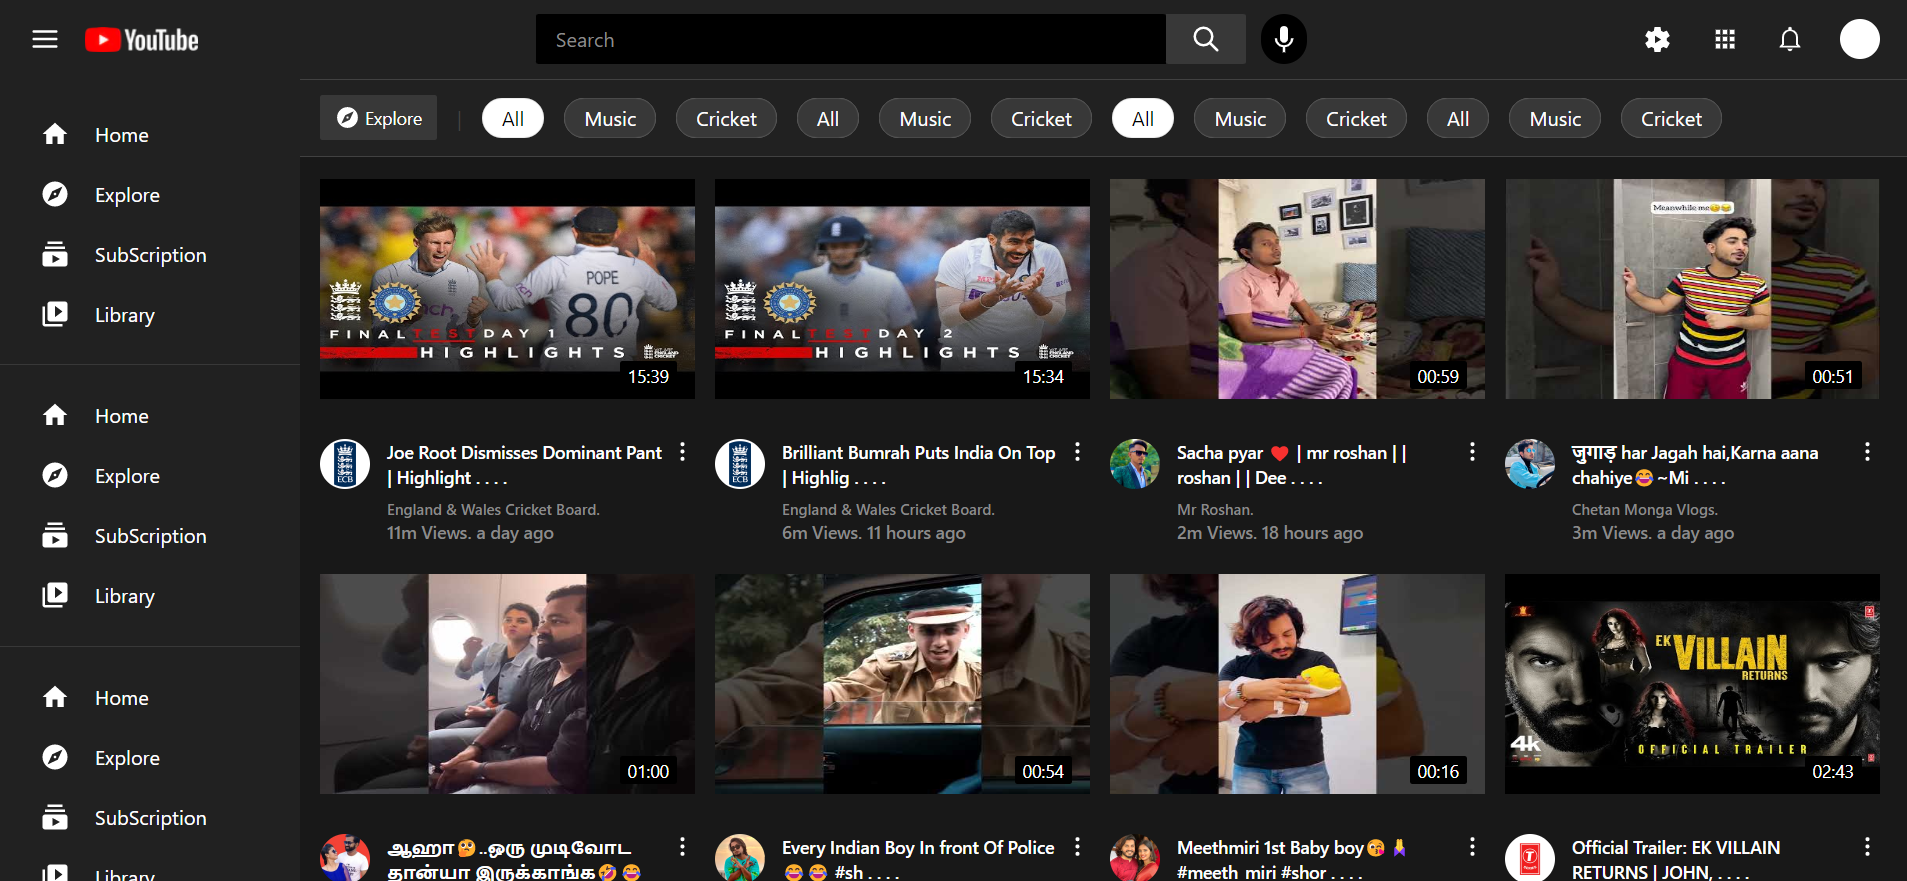 YouTube
Search
Home
Explore
SubScription
Library
Home
Explore
SubScription
Library
Home
Explore
SubScription
Library
Explore | All Music Cricket All Music Cricket All Music Cricket All Music Cricket
POPE
80
FINAL TEST DAY 1
HIGHLIGHTS
15:39
Joe Root Dismisses Dominant Pant
| Highlight . . . .
England & Wales Cricket Board.
11m Views. a day ago
FINAL TEST DAY 2
HIGHLIGHTS
15:34
Brilliant Bumrah Puts India On Top
| Highlig . . . .
England & Wales Cricket Board.
6m Views. 11 hours ago
00:59
Sacha pyar ❤️ | mr roshan | |
roshan | | Dee . . . .
Mr Roshan.
2m Views. 18 hours ago
Meanwhile me
00:51
जुगाड़ har Jagah hai,Karna aana
chahiye😂 ~Mi . . . .
Chetan Monga Vlogs.
3m Views. a day ago
01:00
ஆஹா🤔..ஒரு முடிவோட
தான்யா இருக்காங்க🤣 😂
00:54
Every Indian Boy In front Of Police
😂 😂 #sh . . . .
00:16
Meethmiri 1st Baby boy😘
#meeth miri #shor . . . .
EK VILLAIN
RETURNS
4k
OFFICIAL TRAILER
02:43
Official Trailer: EK VILLAIN
RETURNS | JOHN, . . . .